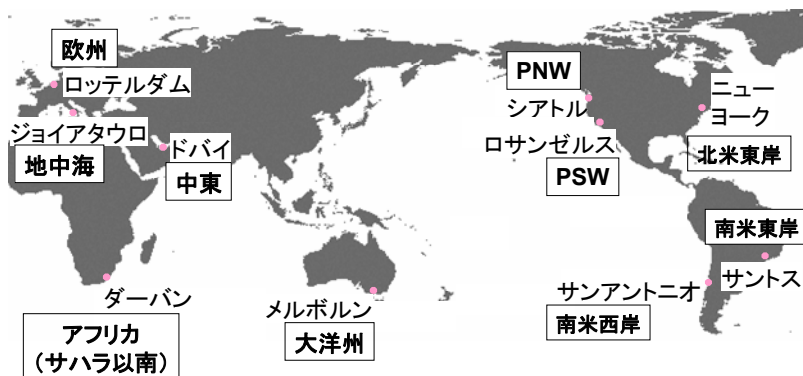 欧州
ロッテルダム
ジョイアタウロ
地中海
ドバイ
中東
ダーバン
アフリカ
（サハラ以南）
メルボルン
大洋州
PNW
シアトル
ロサンゼルス
PSW
ニュー
ヨーク
北米東岸
南米東岸
サントス
サンアントニオ
南米西岸